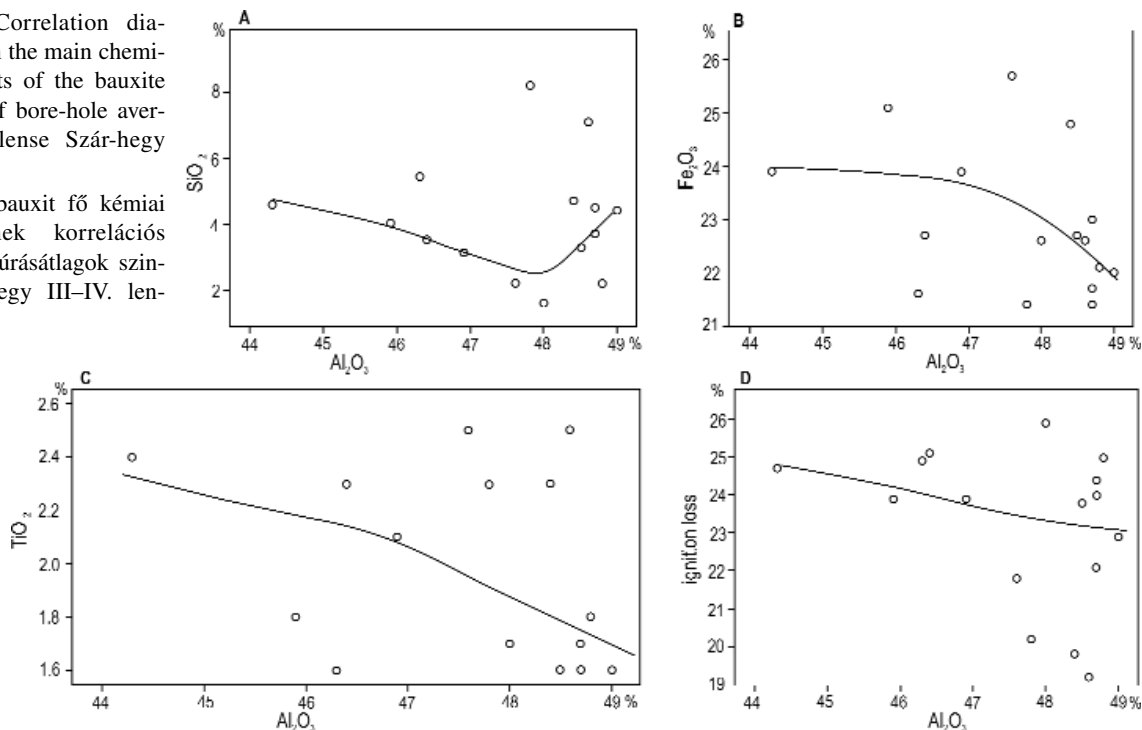 Correlation dia-
n the main chemi-
ts of the bauxite
f bore-hole aver-
lense Szár-hegy
bauxit fő kémiai
nek korrelációs
úrásátlagok szin-
egy III–IV. len-
A
%
8
6
4
2
SiO₂
44 45 46 47 48 49 %
Al₂O₃
B
%
26
25
24
23
22
21
Fe₂O₃
44 45 46 47 48 49 %
Al₂O₃
C
%
2.6
2.4
2.2
2.0
1.8
1.6
TiO₂
44 45 46 47 48 49 %
Al₂O₃
D
%
26
25
24
23
22
21
20
19
ignition loss
44 45 46 47 48 49 %
Al₂O₃